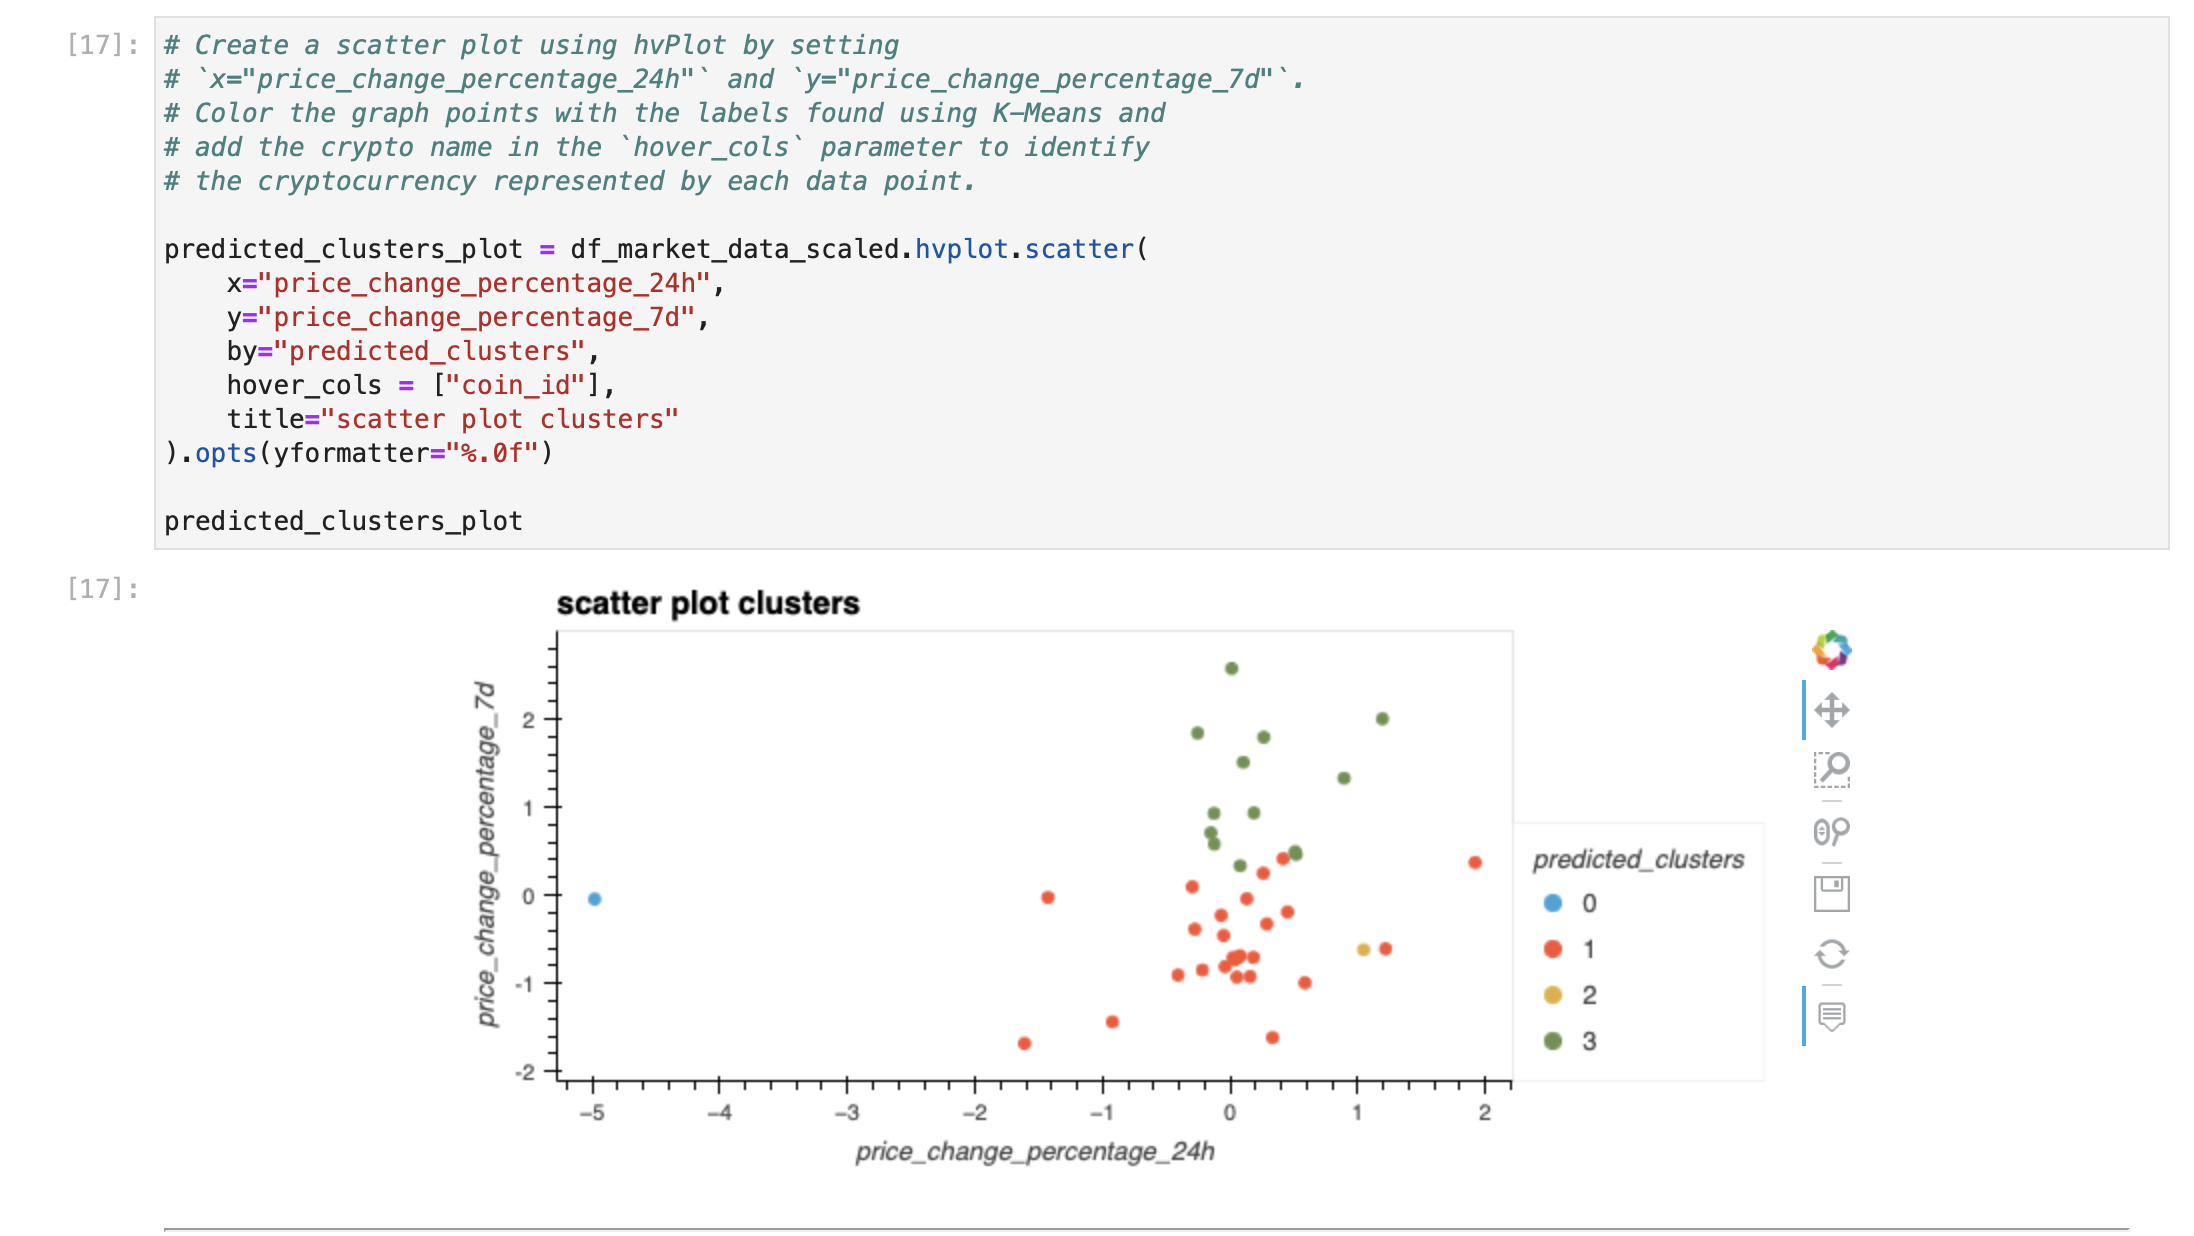 [17]:
# Create a scatter plot using hvPlot by setting
# `x="price_change_percentage_24h"` and `y="price_change_percentage_7d"`.
# Color the graph points with the labels found using K-Means and
# add the crypto name in the `hover_cols` parameter to identify
# the cryptocurrency represented by each data point.
predicted_clusters_plot = df_market_data_scaled.hvplot.scatter(
    x="price_change_percentage_24h",
    y="price_change_percentage_7d",
    by="predicted_clusters",
    hover_cols = ["coin_id"],
    title="scatter plot clusters"
).opts(yformatter="%.0f")
predicted_clusters_plot
[17]:
scatter plot clusters
price_change_percentage_7d
2
1
0
-1
-2
−5 −4 −3 −2 −1 0 1 2
price_change_percentage_24h
predicted_clusters
0
1
2
3